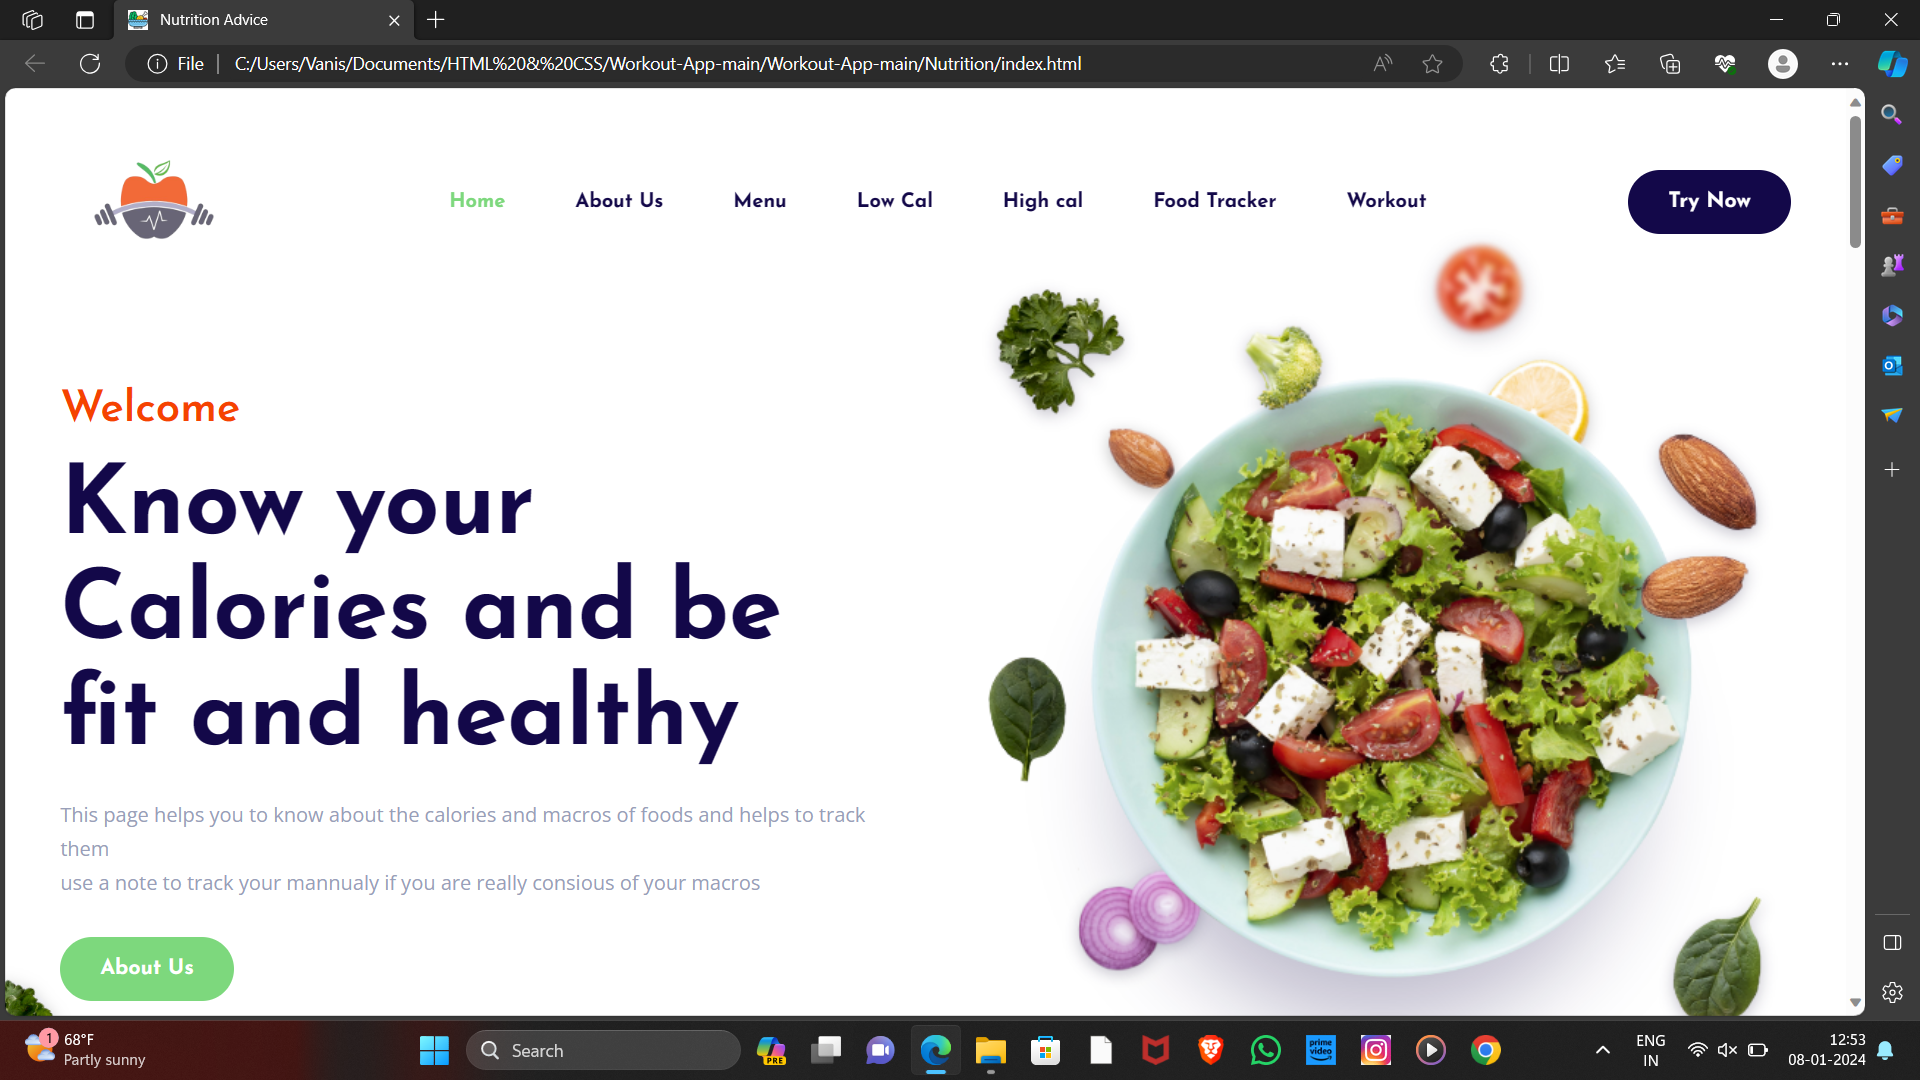 Nutrition Advice
File
C:/Users/Vanis/Documents/HTML%20&%20CSS/Workout-App-main/Workout-App-main/Nutrition/index.html
Home About Us Menu Low Cal High cal Food Tracker Workout Try Now
Welcome
Know your
Calories and be
fit and healthy
This page helps you to know about the calories and macros of foods and helps to track
them
use a note to track your mannualy if you are really consious of your macros
About Us
1
68°F
Partly sunny
Search
PRE
prime
video
ENG
IN
12:53
08-01-2024